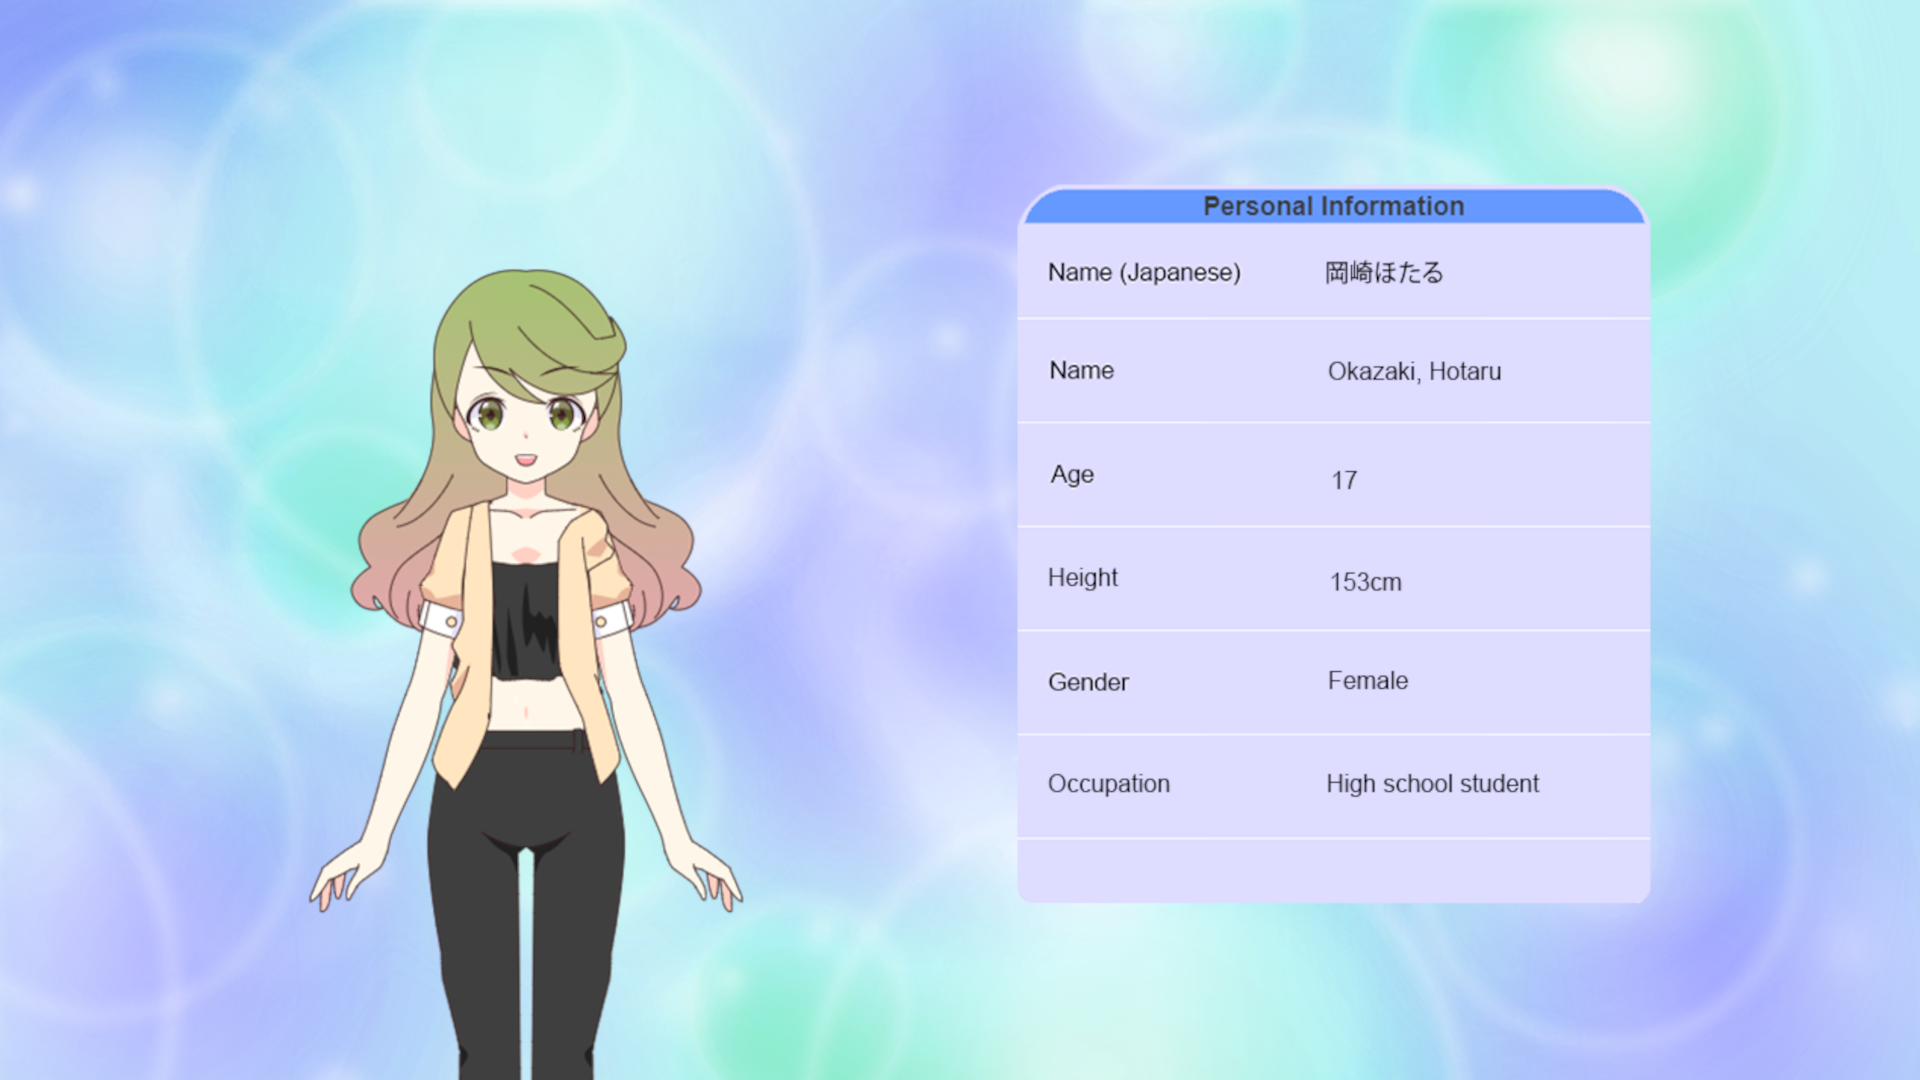 Personal Information
Name (Japanese) 岡崎ほたる
Name Okazaki, Hotaru
Age 17
Height 153cm
Gender Female
Occupation High school student